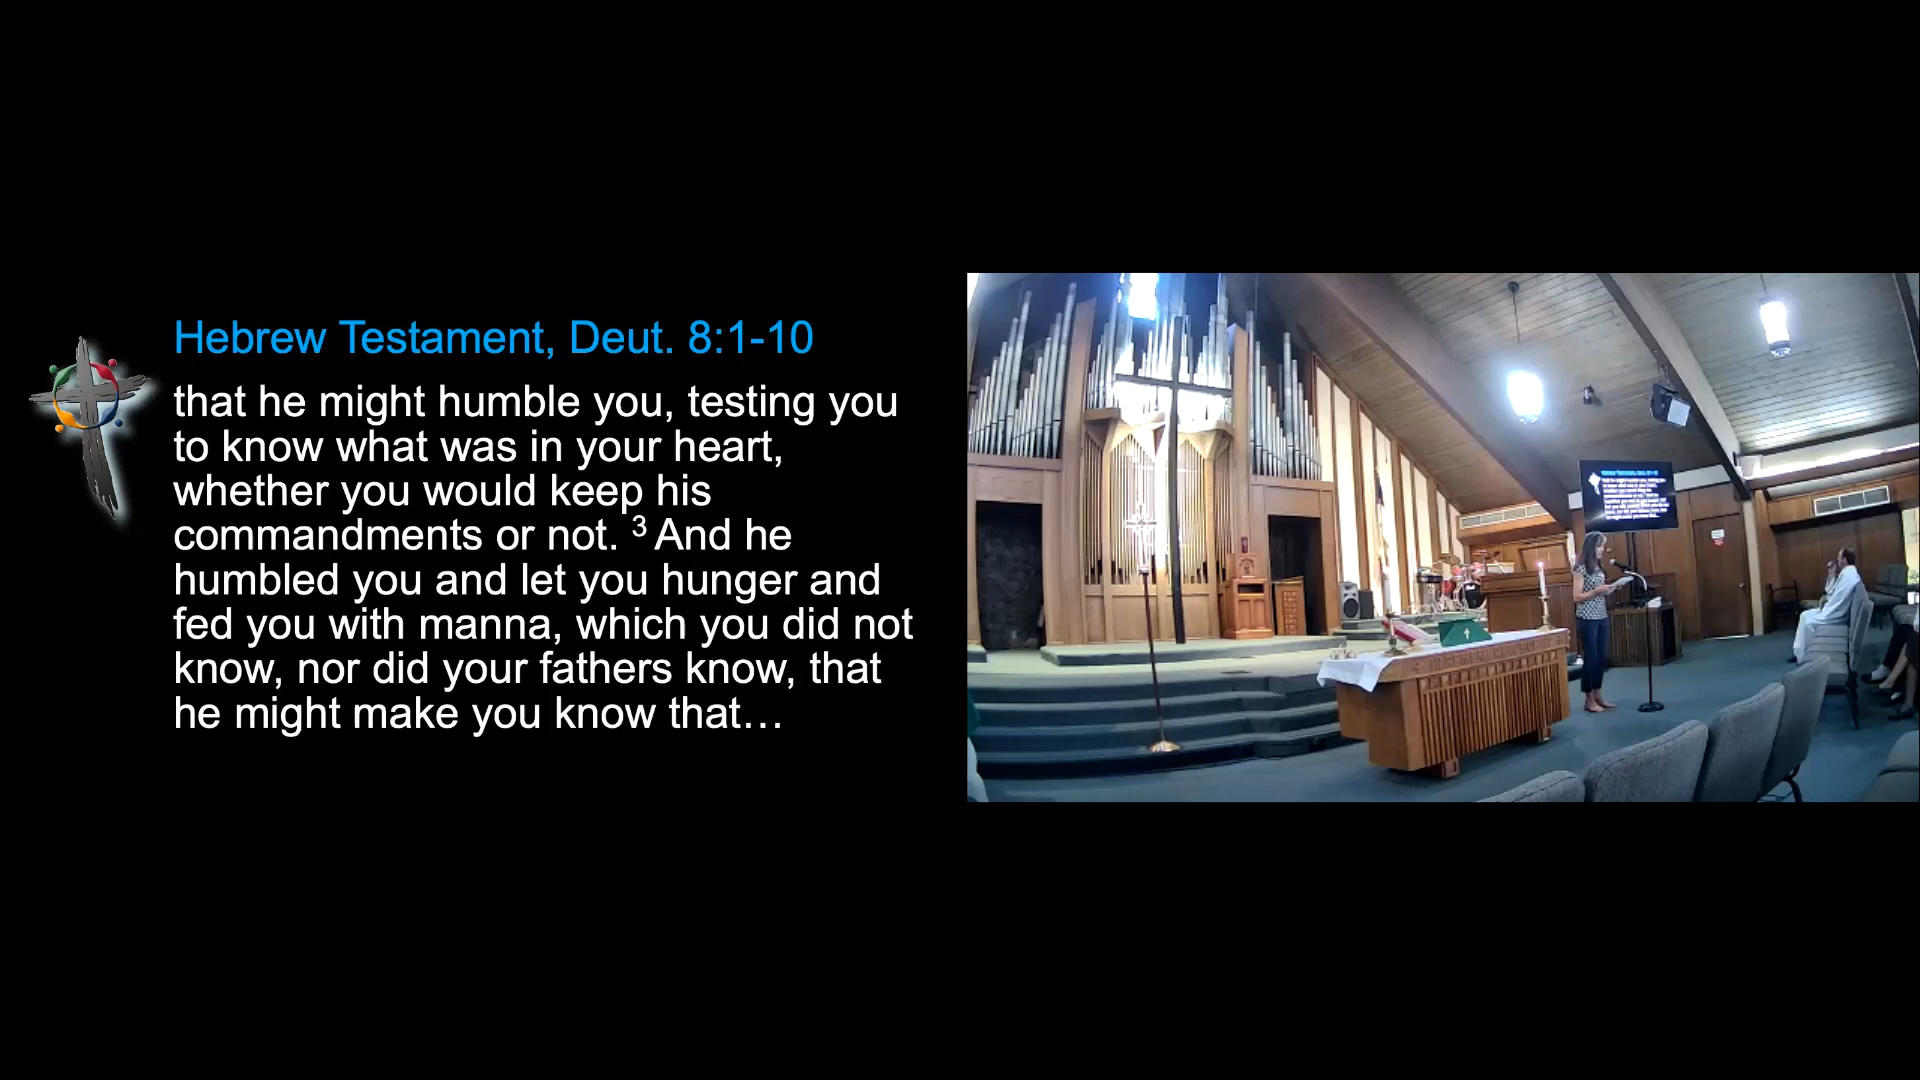 Hebrew Testament, Deut. 8:1-10
that he might humble you, testing you
to know what was in your heart,
whether you would keep his
commandments or not. ³ And he
humbled you and let you hunger and
fed you with manna, which you did not
know, nor did your fathers know, that
he might make you know that…